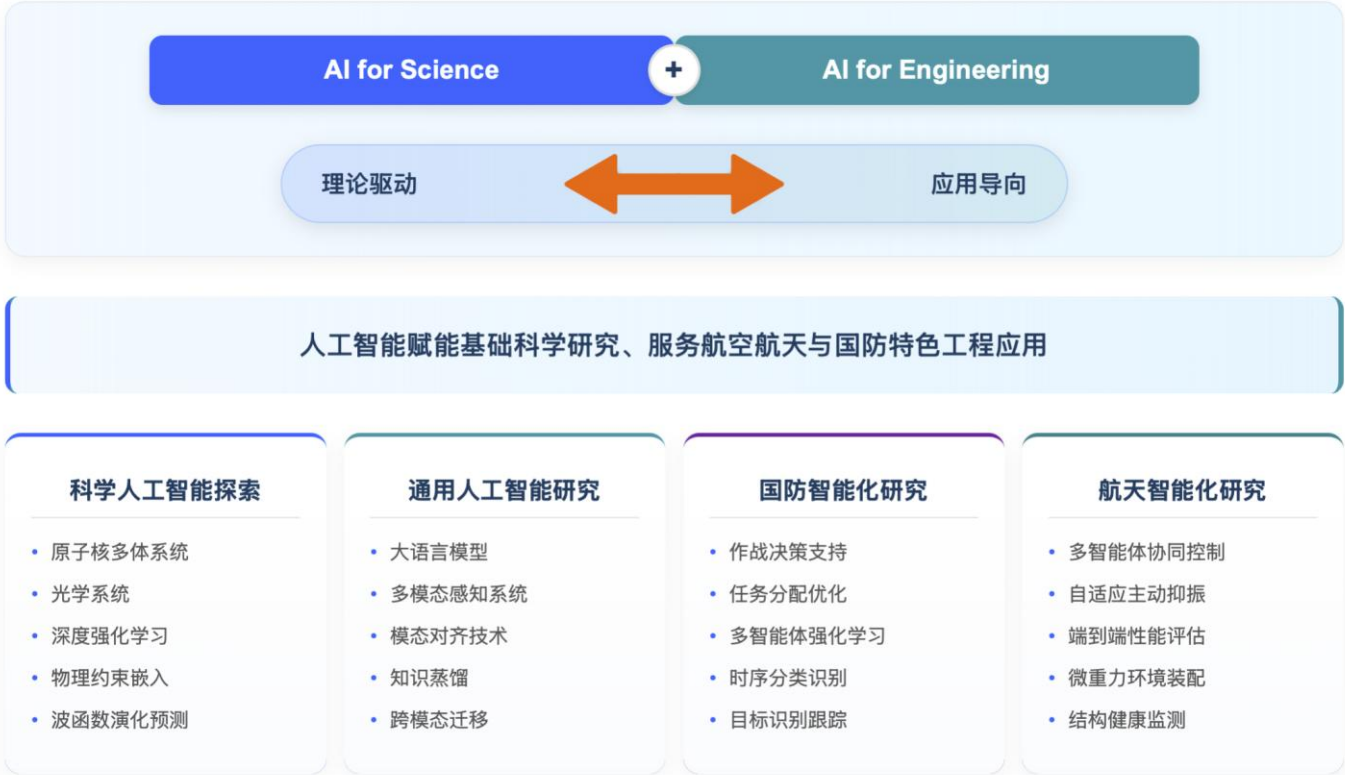 AI for Science + AI for Engineering
理论驱动 应用导向
人工智能赋能基础科学研究、服务航空航天与国防特色工程应用
科学人工智能探索
• 原子核多体系统
• 光学系统
• 深度强化学习
• 物理约束嵌入
• 波函数演化预测
通用人工智能研究
• 大语言模型
• 多模态感知系统
• 模态对齐技术
• 知识蒸馏
• 跨模态迁移
国防智能化研究
• 作战决策支持
• 任务分配优化
• 多智能体强化学习
• 时序分类识别
• 目标识别跟踪
航天智能化研究
• 多智能体协同控制
• 自适应主动抑振
• 端到端性能评估
• 微重力环境装配
• 结构健康监测